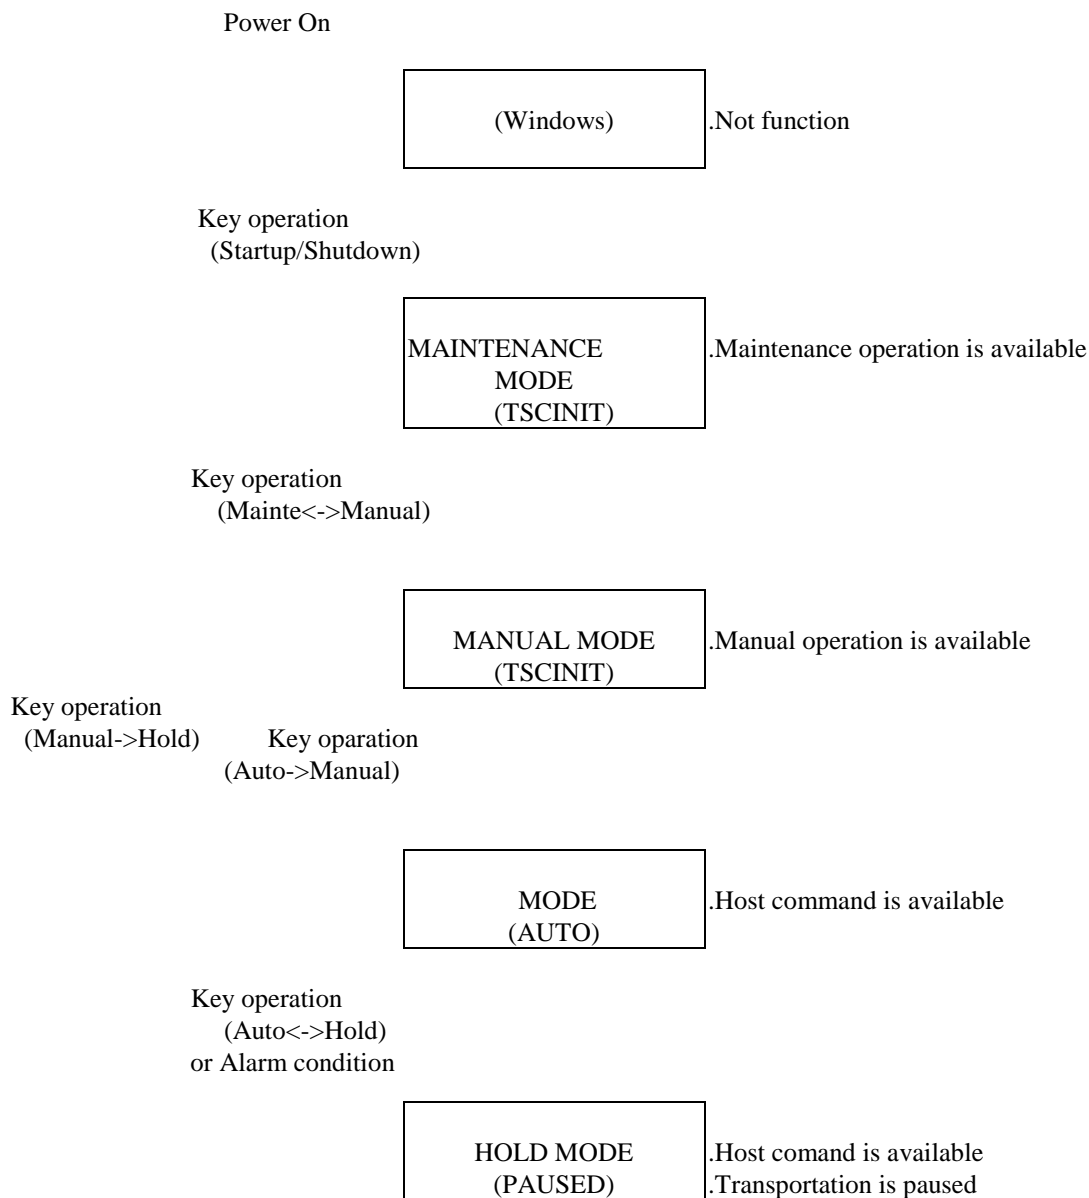 Power On
(Windows) .Not function
Key operation
(Startup/Shutdown)
MAINTENANCE .Maintenance operation is available
MODE
(TSCINIT)
Key operation
(Mainte<->Manual)
MANUAL MODE .Manual operation is available
(TSCINIT)
Key operation
(Manual->Hold) Key oparation
(Auto->Manual)
MODE .Host command is available
(AUTO)
Key operation
(Auto<->Hold)
or Alarm condition
HOLD MODE .Host comand is available
(PAUSED) .Transportation is paused